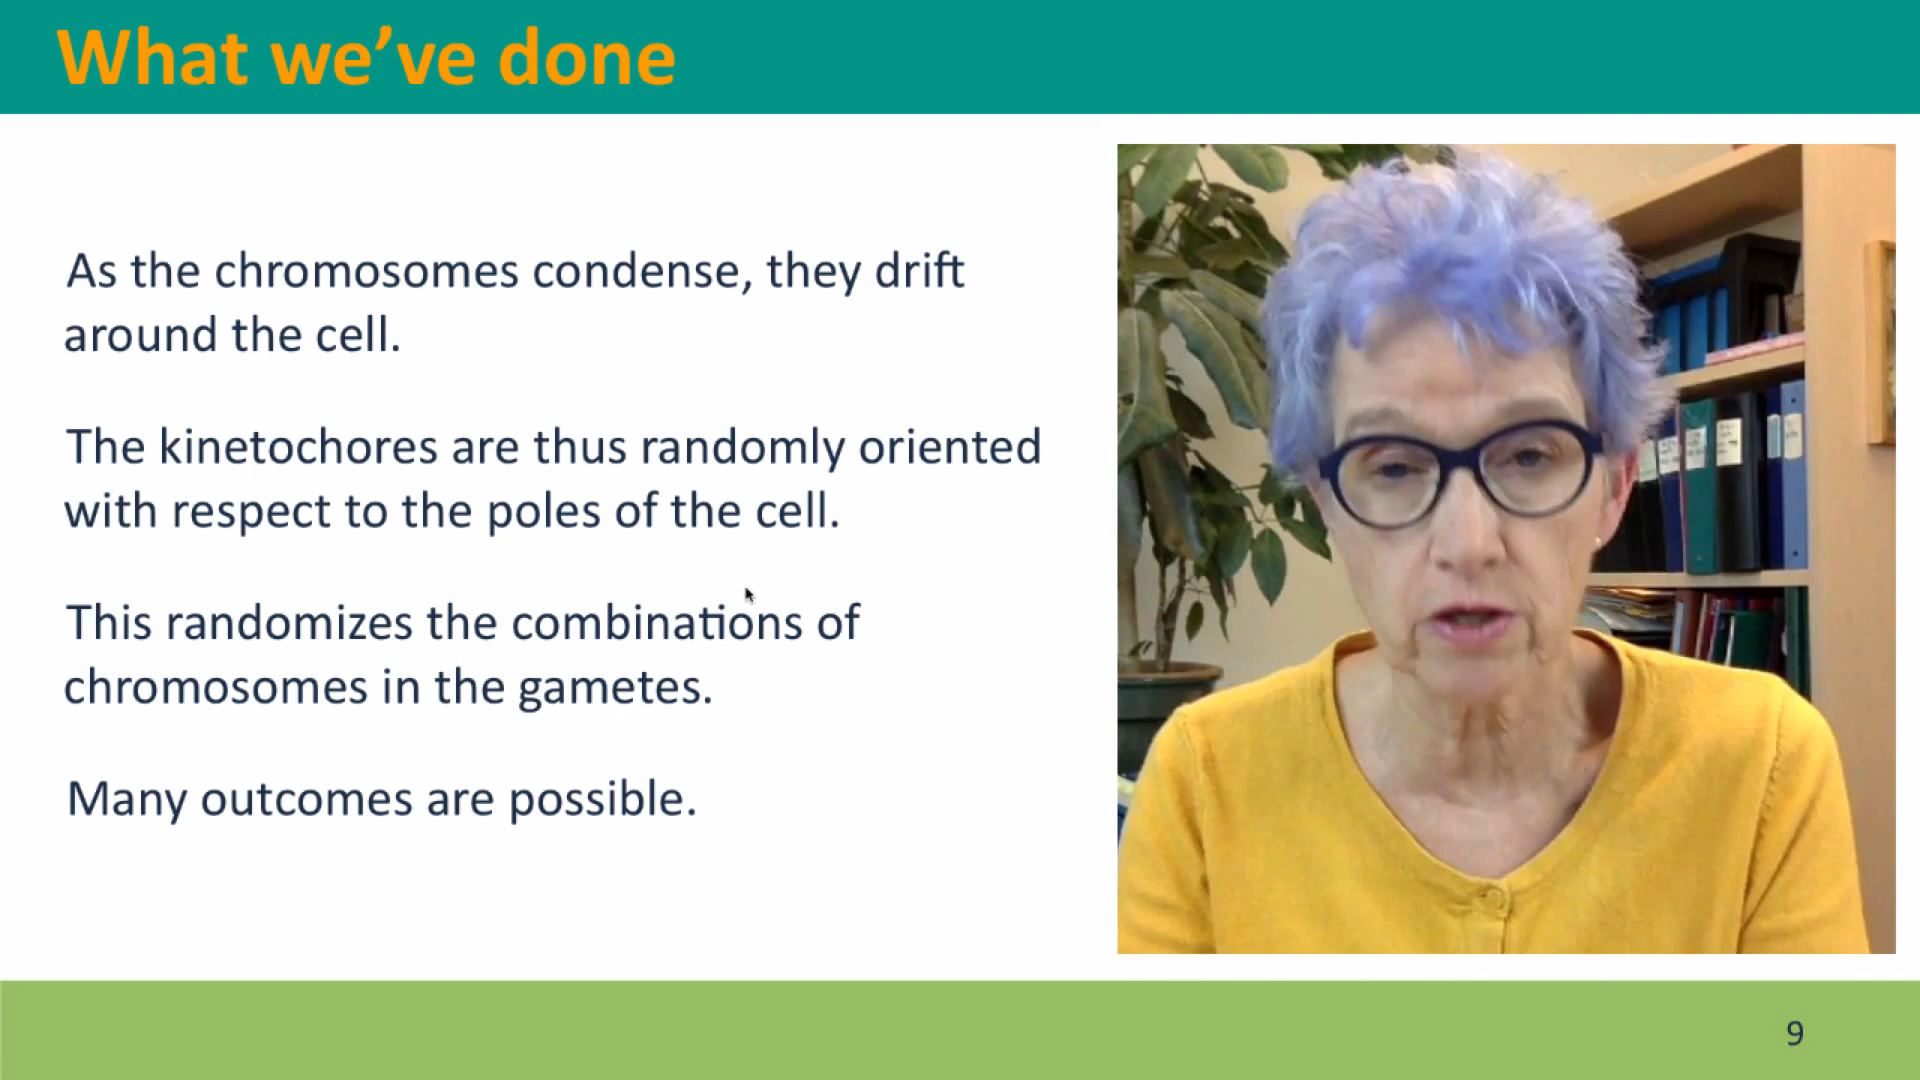 What we’ve done
As the chromosomes condense, they drift
around the cell.
The kinetochores are thus randomly oriented
with respect to the poles of the cell.
This randomizes the combinations of
chromosomes in the gametes.
Many outcomes are possible.
9